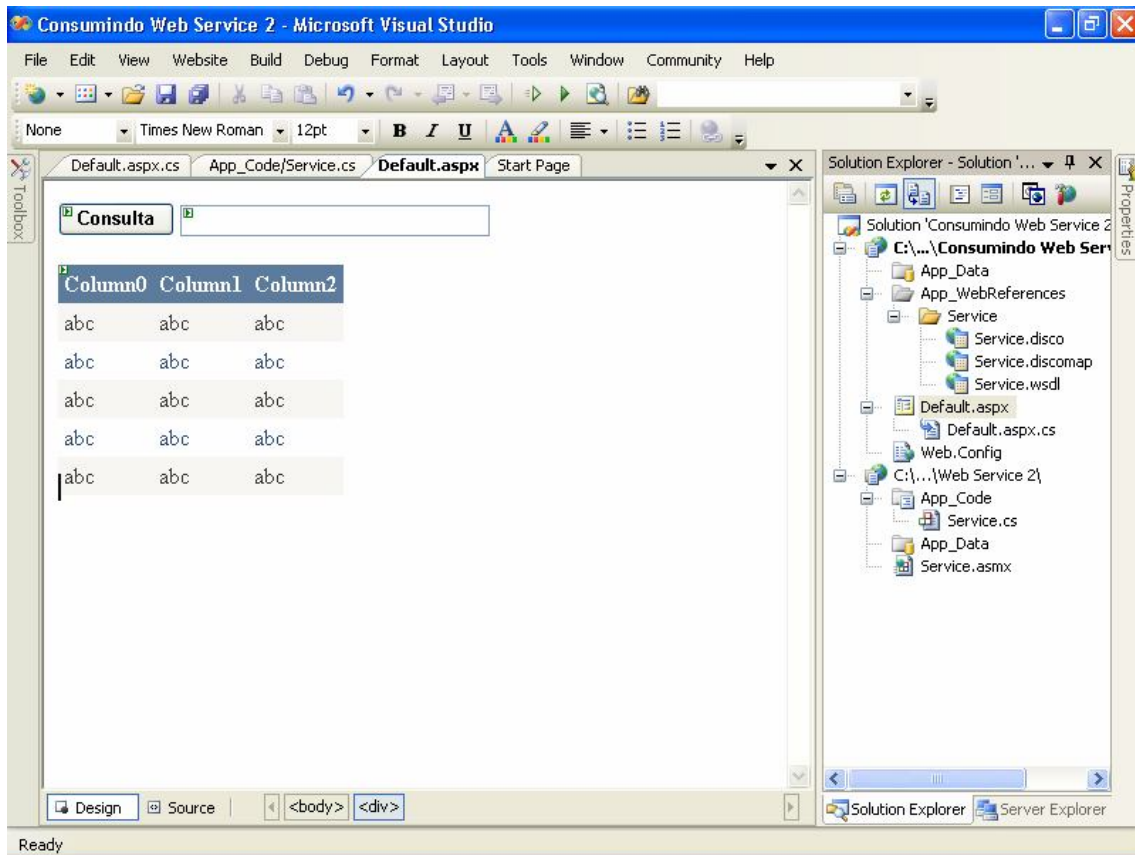 Consumindo Web Service 2 - Microsoft Visual Studio
File Edit View Website Build Debug Format Layout Tools Window Community Help
None Times New Roman 12pt B I U A
Toolbox
Default.aspx.cs App_Code/Service.cs Default.aspx Start Page
Consulta
Column0 Column1 Column2
abc abc abc
abc abc abc
abc abc abc
abc abc abc
abc abc abc
Design Source <body> <div>
Solution Explorer - Solution '...
Solution 'Consumindo Web Service 2
C:\...\Consumindo Web Ser
App_Data
App_WebReferences
Service
Service.disco
Service.discomap
Service.wsdl
Default.aspx
Default.aspx.cs
Web.Config
C:\...\Web Service 2\
App_Code
Service.cs
App_Data
Service.asmx
Solution Explorer Server Explorer
Properties
Ready